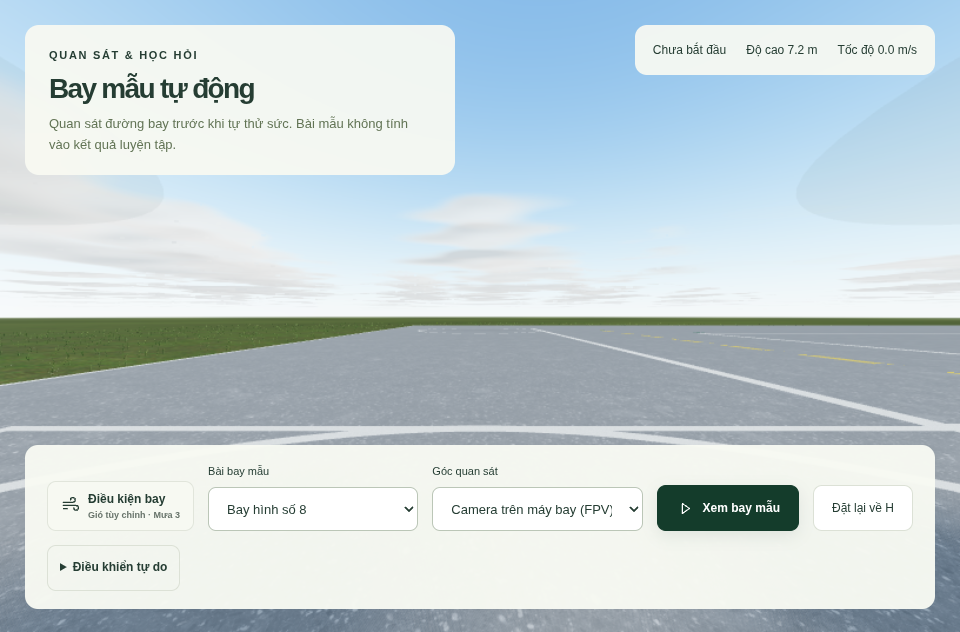 QUAN SÁT & HỌC HỎI
Bay mẫu tự động
Quan sát đường bay trước khi tự thử sức. Bài mẫu không tính
vào kết quả luyện tập.
Chưa bắt đầu Độ cao 7.2 m Tốc độ 0.0 m/s
Điều kiện bay
Gió tùy chỉnh · Mưa 3
Bài bay mẫu
Bay hình số 8
Góc quan sát
Camera trên máy bay (FPV)
Xem bay mẫu
Đặt lại về H
Điều khiển tự do